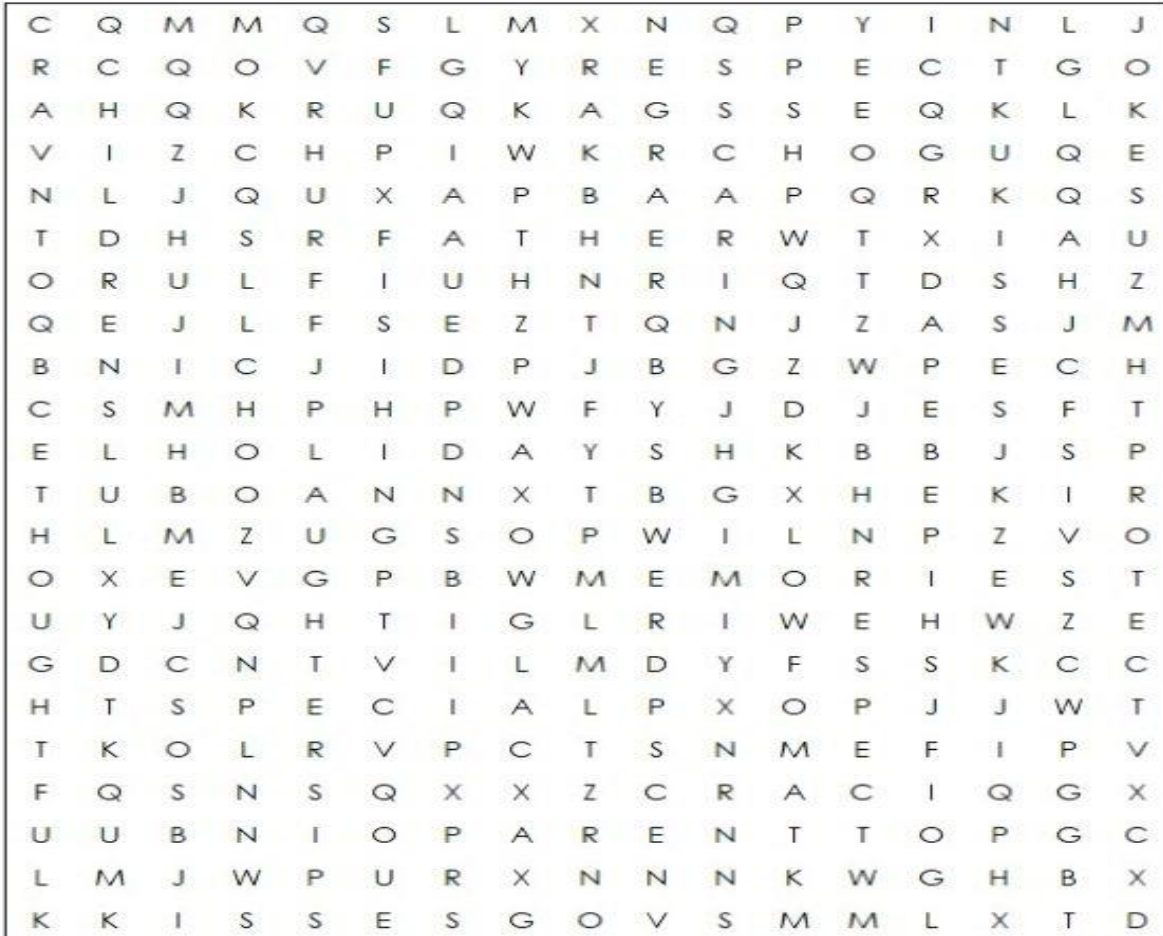 C Q M M Q S L M X N Q P Y I N L J
R C Q O V F G Y R E S P E C T G O
A H Q K R U Q K A G S S E Q K L K
V I Z C H P I W K R C H O G U Q E
N L J Q U X A P B A A P Q R K Q S
T D H S R F A T H E R W T X I A U
O R U L F I U H N R I Q T D S H Z
Q E J L F S E Z T Q N J Z A S J M
B N I C J I D P J B G Z W P E C H
C S M H P H P W F Y J D J E S F T
E L H O L I D A Y S H K B B J S P
T U B O A N N X T B G X H E K I R
H L M Z U G S O P W I L N P Z V O
O X E V G P B W M E M O R I E S T
U Y J Q H T I G L R I W E H W Z E
G D C N T V I L M D Y F S S K C C
H T S P E C I A L P X O P J J W T
T K O L R V P C T S N M E F I P V
F Q S N S Q X X Z C R A C I Q G X
U U B N I O P A R E N T T O P G C
L M J W P U R X N N N K W G H B X
K K I S S E S G O V S M M L X T D